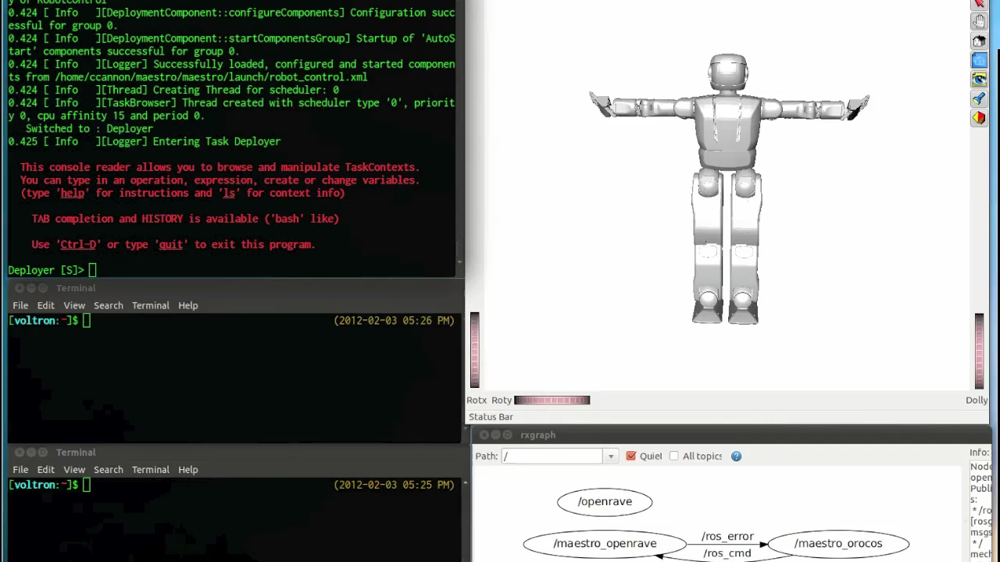 y of RobotControl
0.424 [ Info   ][DeploymentComponent::configureComponents] Configuration succ
essful for group 0.
0.424 [ Info   ][DeploymentComponent::startComponentsGroup] Startup of 'AutoS
tart' components successful for group 0.
0.424 [ Info   ][Logger] Successfully loaded, configured and started componen
ts from /home/ccannon/maestro/maestro/launch/robot_control.xml
0.424 [ Info   ][Thread] Creating Thread for scheduler: 0
0.424 [ Info   ][TaskBrowser] Thread created with scheduler type '0', priorit
y 0, cpu affinity 15 and period 0.
Switched to : Deployer
0.425 [ Info   ][Logger] Entering Task Deployer
This console reader allows you to browse and manipulate TaskContexts.
You can type in an operation, expression, create or change variables.
(type 'help' for instructions and 'ls' for context info)
TAB completion and HISTORY is available ('bash' like)
Use 'Ctrl-D' or type 'quit' to exit this program.
Deployer [S]>
Terminal
File Edit View Search Terminal Help
[voltron:~]$ (2012-02-03 05:26 PM)
Terminal
File Edit View Search Terminal Help
[voltron:~]$ (2012-02-03 05:25 PM)
Rotx Roty Dolly
Status Bar
rxgraph
Path: / Quiet All topics ?
/openrave
/maestro_openrave /ros_error /maestro_orocos
/ros_cmd
Info:
Node
open
Publi
s:
* /ro
[rosg
msgs
* /
mech